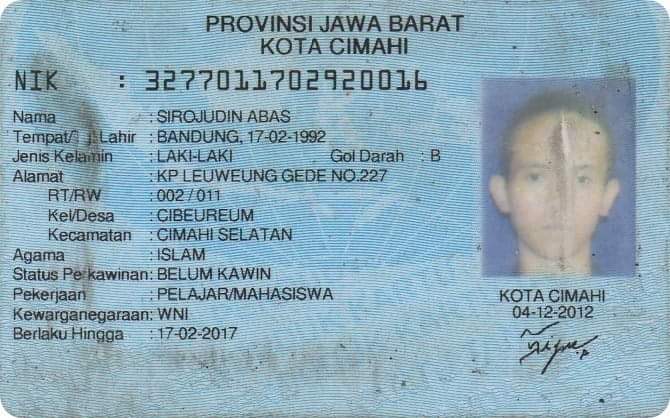 PROVINSI JAWA BARAT
KOTA CIMAHI
NIK : 3277011702920016
Nama : SIROJUDIN ABAS
Tempat/ Lahir : BANDUNG, 17-02-1992
Jenis Kelamin : LAKI-LAKI Gol Darah : B
Alamat : KP LEUWEUNG GEDE NO.227
RT/RW : 002 / 011
Kel/Desa : CIBEUREUM
Kecamatan : CIMAHI SELATAN
Agama : ISLAM
Status Perkawinan: BELUM KAWIN
Pekerjaan : PELAJAR/MAHASISWA
Kewarganegaraan: WNI
Berlaku Hingga : 17-02-2017
KOTA CIMAHI
04-12-2012